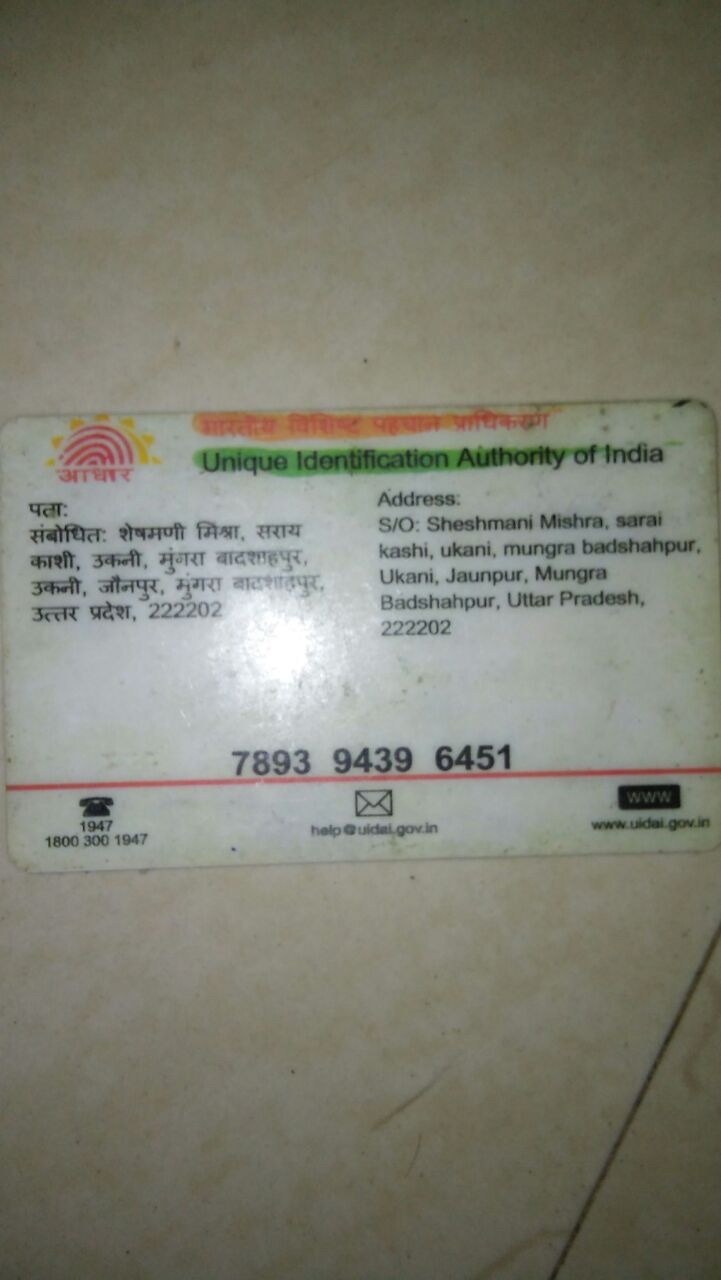 भारतीय विशिष्ट पहचान प्राधिकरण
Unique Identification Authority of India
आधार
पता:
संबोधित: शेषमणी मिश्रा, सराय
काशी, उकनी, मुंगरा बादशाहपुर,
उकनी, जौनपुर, मुंगरा बादशाहपुर,
उत्तर प्रदेश, 222202
Address:
S/O: Sheshmani Mishra, sarai
kashi, ukani, mungra badshahpur,
Ukani, Jaunpur, Mungra
Badshahpur, Uttar Pradesh,
222202
7893 9439 6451
1947
1800 300 1947
help@uidai.gov.in
www
www.uidai.gov.in